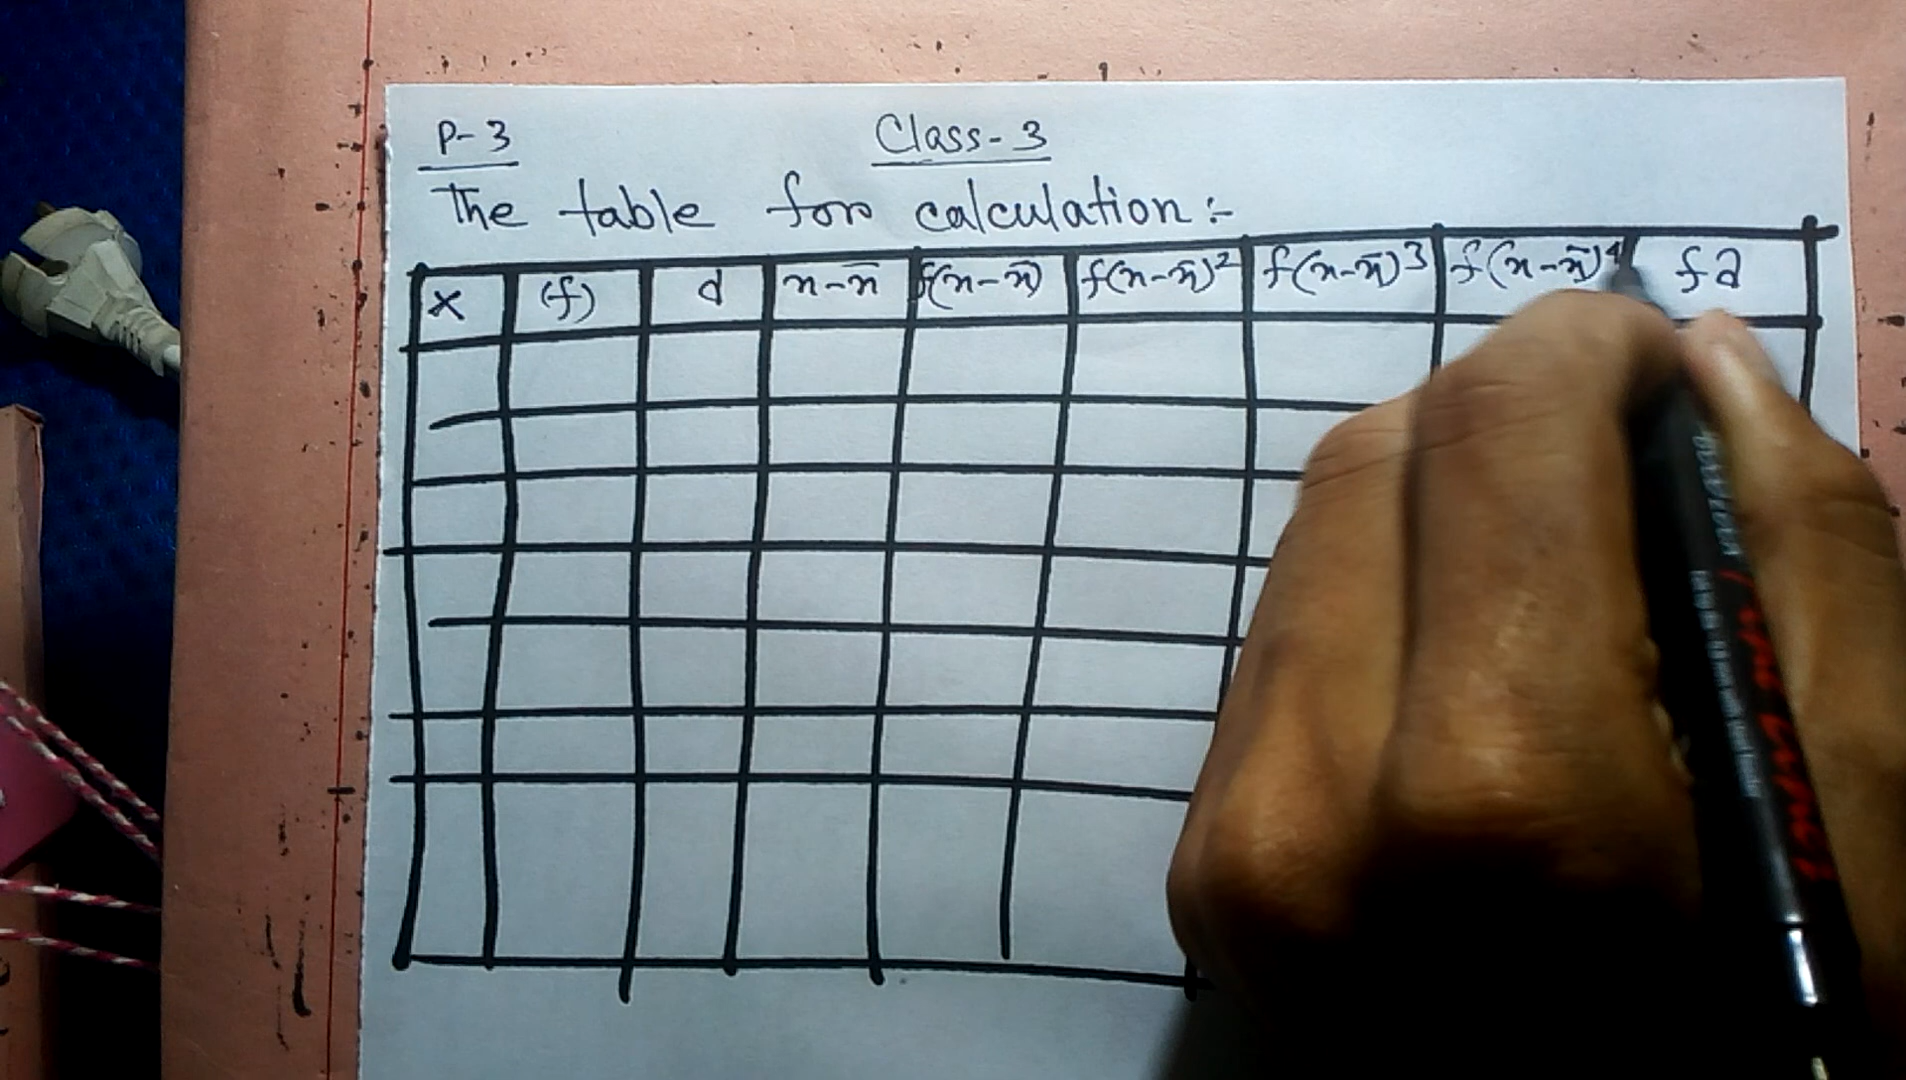 P-3
Class-3
The table for calculation:-
x (f) d x-x̄ f(x-x̄) f(x-x̄)² f(x-x̄)³ f(x-x̄)⁴ fd